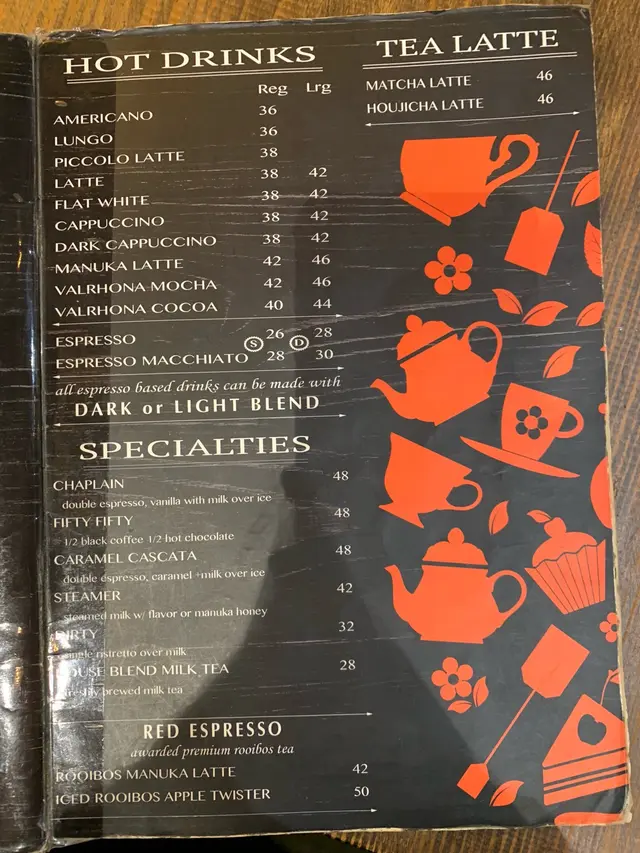 HOT DRINKS
Reg Lrg
AMERICANO 36
LUNGO 36
PICCOLO LATTE 38
LATTE 38 42
FLAT WHITE 38 42
CAPPUCCINO 38 42
DARK CAPPUCCINO 38 42
MANUKA LATTE 42 46
VALRHONA MOCHA 42 46
VALRHONA COCOA 40 44
ESPRESSO S 26 D 28
ESPRESSO MACCHIATO 28 30
all espresso based drinks can be made with
DARK or LIGHT BLEND
SPECIALTIES
CHAPLAIN 48
double espresso, vanilla with milk over ice
FIFTY FIFTY 48
1/2 black coffee 1/2 hot chocolate
CARAMEL CASCATA 48
double espresso, caramel +milk over ice
STEAMER 42
steamed milk w/ flavor or manuka honey
DIRTY 32
single ristretto over milk
HOUSE BLEND MILK TEA 28
freshly brewed milk tea
RED ESPRESSO
awarded premium rooibos tea
ROOIBOS MANUKA LATTE 42
ICED ROOIBOS APPLE TWISTER 50
TEA LATTE
MATCHA LATTE 46
HOUJICHA LATTE 46